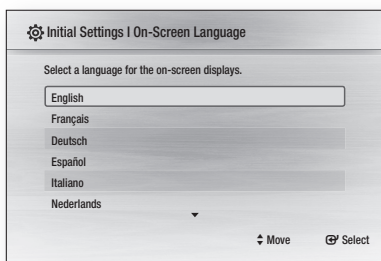 Initial Settings I On-Screen Language
Select a language for the on-screen displays.
English
Français
Deutsch
Español
Italiano
Nederlands
Move Select